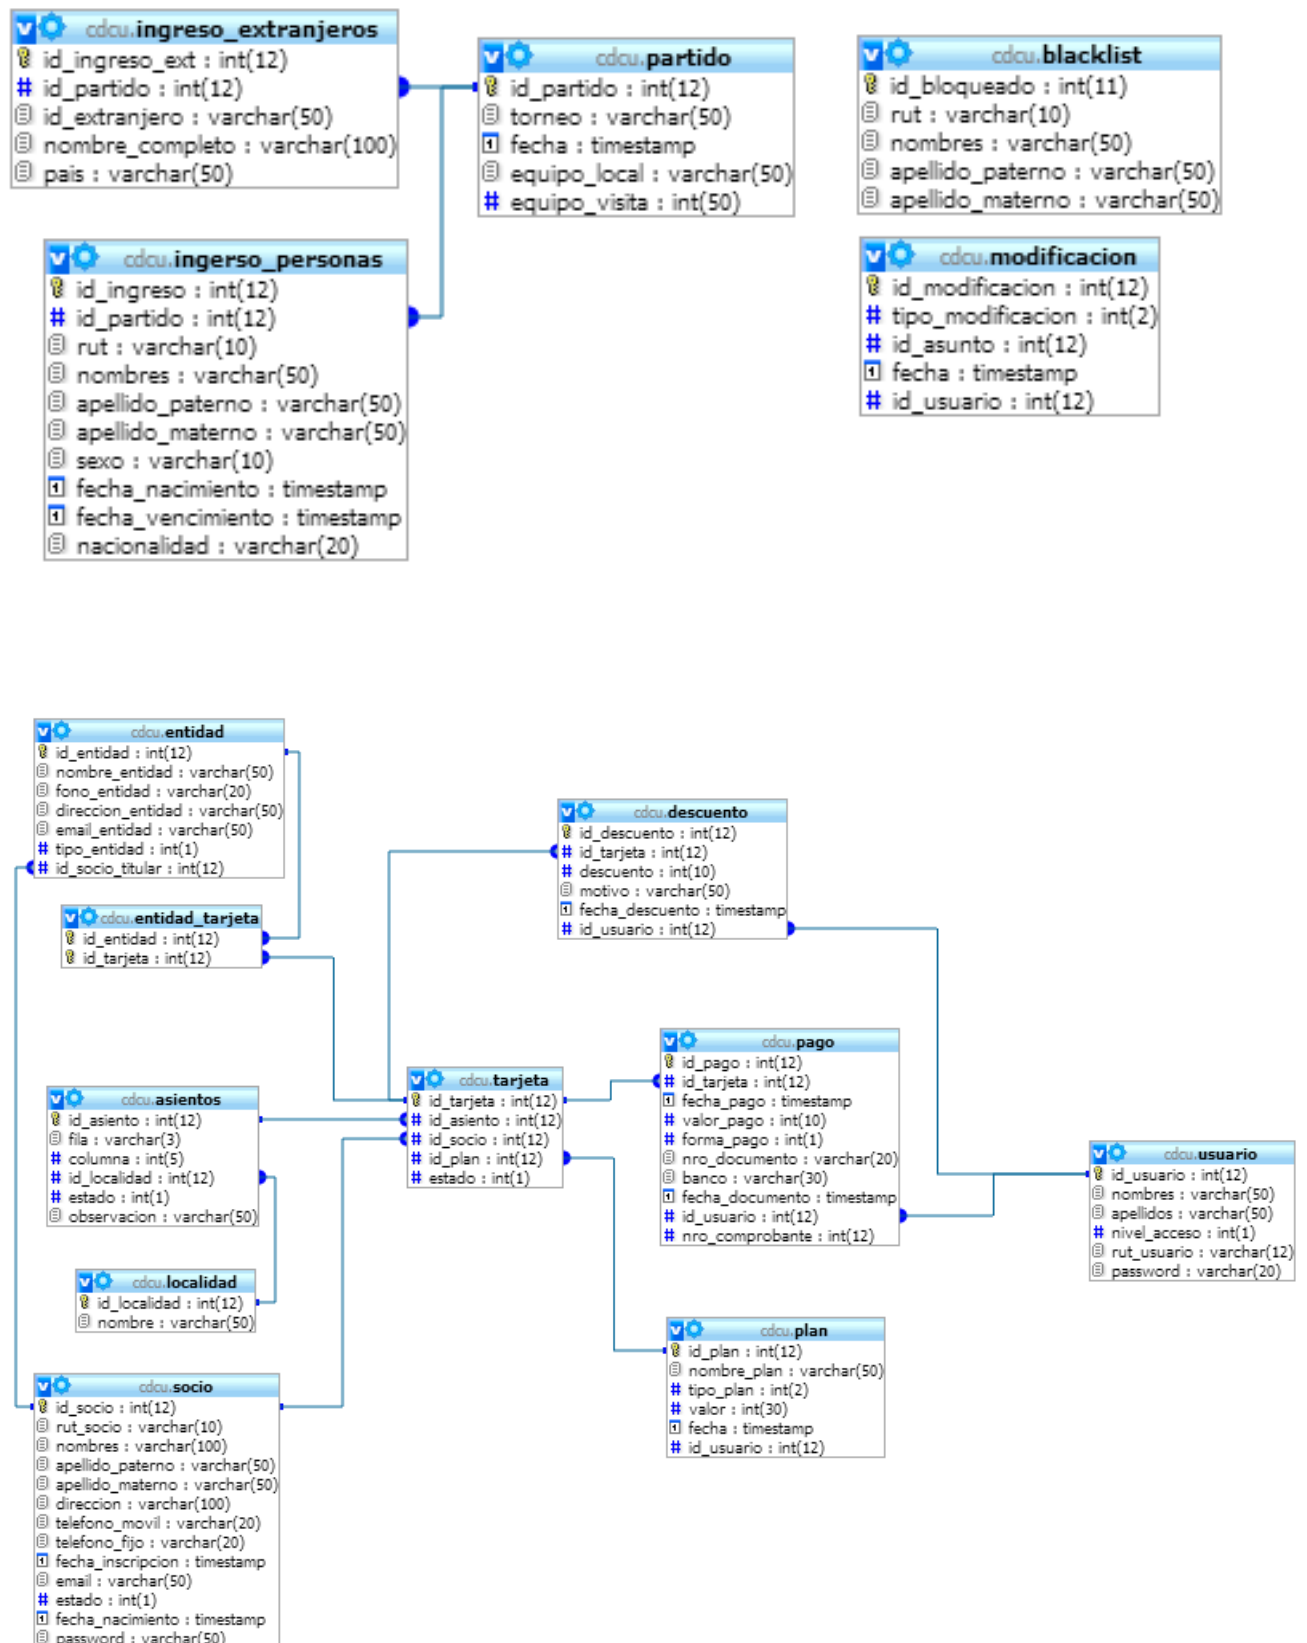 cdcu.ingreso_extranjeros
id_ingreso_ext : int(12)
# id_partido : int(12)
id_extranjero : varchar(50)
nombre_completo : varchar(100)
pais : varchar(50)
cdcu.partido
id_partido : int(12)
torneo : varchar(50)
fecha : timestamp
equipo_local : varchar(50)
# equipo_visita : int(50)
cdcu.blacklist
id_bloqueado : int(11)
rut : varchar(10)
nombres : varchar(50)
apellido_paterno : varchar(50)
apellido_materno : varchar(50)
cdcu.ingerso_personas
id_ingreso : int(12)
# id_partido : int(12)
rut : varchar(10)
nombres : varchar(50)
apellido_paterno : varchar(50)
apellido_materno : varchar(50)
sexo : varchar(10)
fecha_nacimiento : timestamp
fecha_vencimiento : timestamp
nacionalidad : varchar(20)
cdcu.modificacion
id_modificacion : int(12)
# tipo_modificacion : int(2)
# id_asunto : int(12)
fecha : timestamp
# id_usuario : int(12)
cdcu.entidad
id_entidad : int(12)
nombre_entidad : varchar(50)
fono_entidad : varchar(20)
direccion_entidad : varchar(50)
email_entidad : varchar(50)
# tipo_entidad : int(1)
# id_socio_titular : int(12)
cdcu.entidad_tarjeta
id_entidad : int(12)
id_tarjeta : int(12)
cdcu.descuento
id_descuento : int(12)
# id_tarjeta : int(12)
# descuento : int(10)
motivo : varchar(50)
fecha_descuento : timestamp
# id_usuario : int(12)
cdcu.asientos
id_asiento : int(12)
fila : varchar(3)
# columna : int(5)
# id_localidad : int(12)
# estado : int(1)
observacion : varchar(50)
cdcu.tarjeta
id_tarjeta : int(12)
# id_asiento : int(12)
# id_socio : int(12)
# id_plan : int(12)
# estado : int(1)
cdcu.pago
id_pago : int(12)
# id_tarjeta : int(12)
fecha_pago : timestamp
# valor_pago : int(10)
# forma_pago : int(1)
nro_documento : varchar(20)
banco : varchar(30)
fecha_documento : timestamp
# id_usuario : int(12)
# nro_comprobante : int(12)
cdcu.usuario
id_usuario : int(12)
nombres : varchar(50)
apellidos : varchar(50)
# nivel_acceso : int(1)
rut_usuario : varchar(12)
password : varchar(20)
cdcu.localidad
id_localidad : int(12)
nombre : varchar(50)
cdcu.plan
id_plan : int(12)
nombre_plan : varchar(50)
# tipo_plan : int(2)
# valor : int(30)
fecha : timestamp
# id_usuario : int(12)
cdcu.socio
id_socio : int(12)
rut_socio : varchar(10)
nombres : varchar(100)
apellido_paterno : varchar(50)
apellido_materno : varchar(50)
direccion : varchar(100)
telefono_movil : varchar(20)
telefono_fijo : varchar(20)
fecha_inscripcion : timestamp
email : varchar(50)
# estado : int(1)
fecha_nacimiento : timestamp
password : varchar(50)